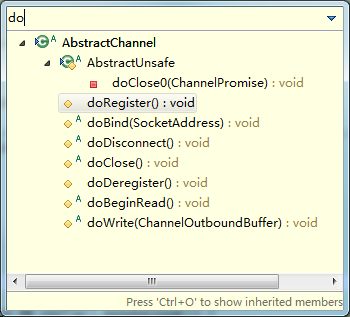 do
AbstractChannel
AbstractUnsafe
doClose0(ChannelPromise) : void
doRegister() : void
A doBind(SocketAddress) : void
A doDisconnect() : void
A doClose() : void
doDeregister() : void
A doBeginRead() : void
A doWrite(ChannelOutboundBuffer) : void
Press 'Ctrl+O' to show inherited members